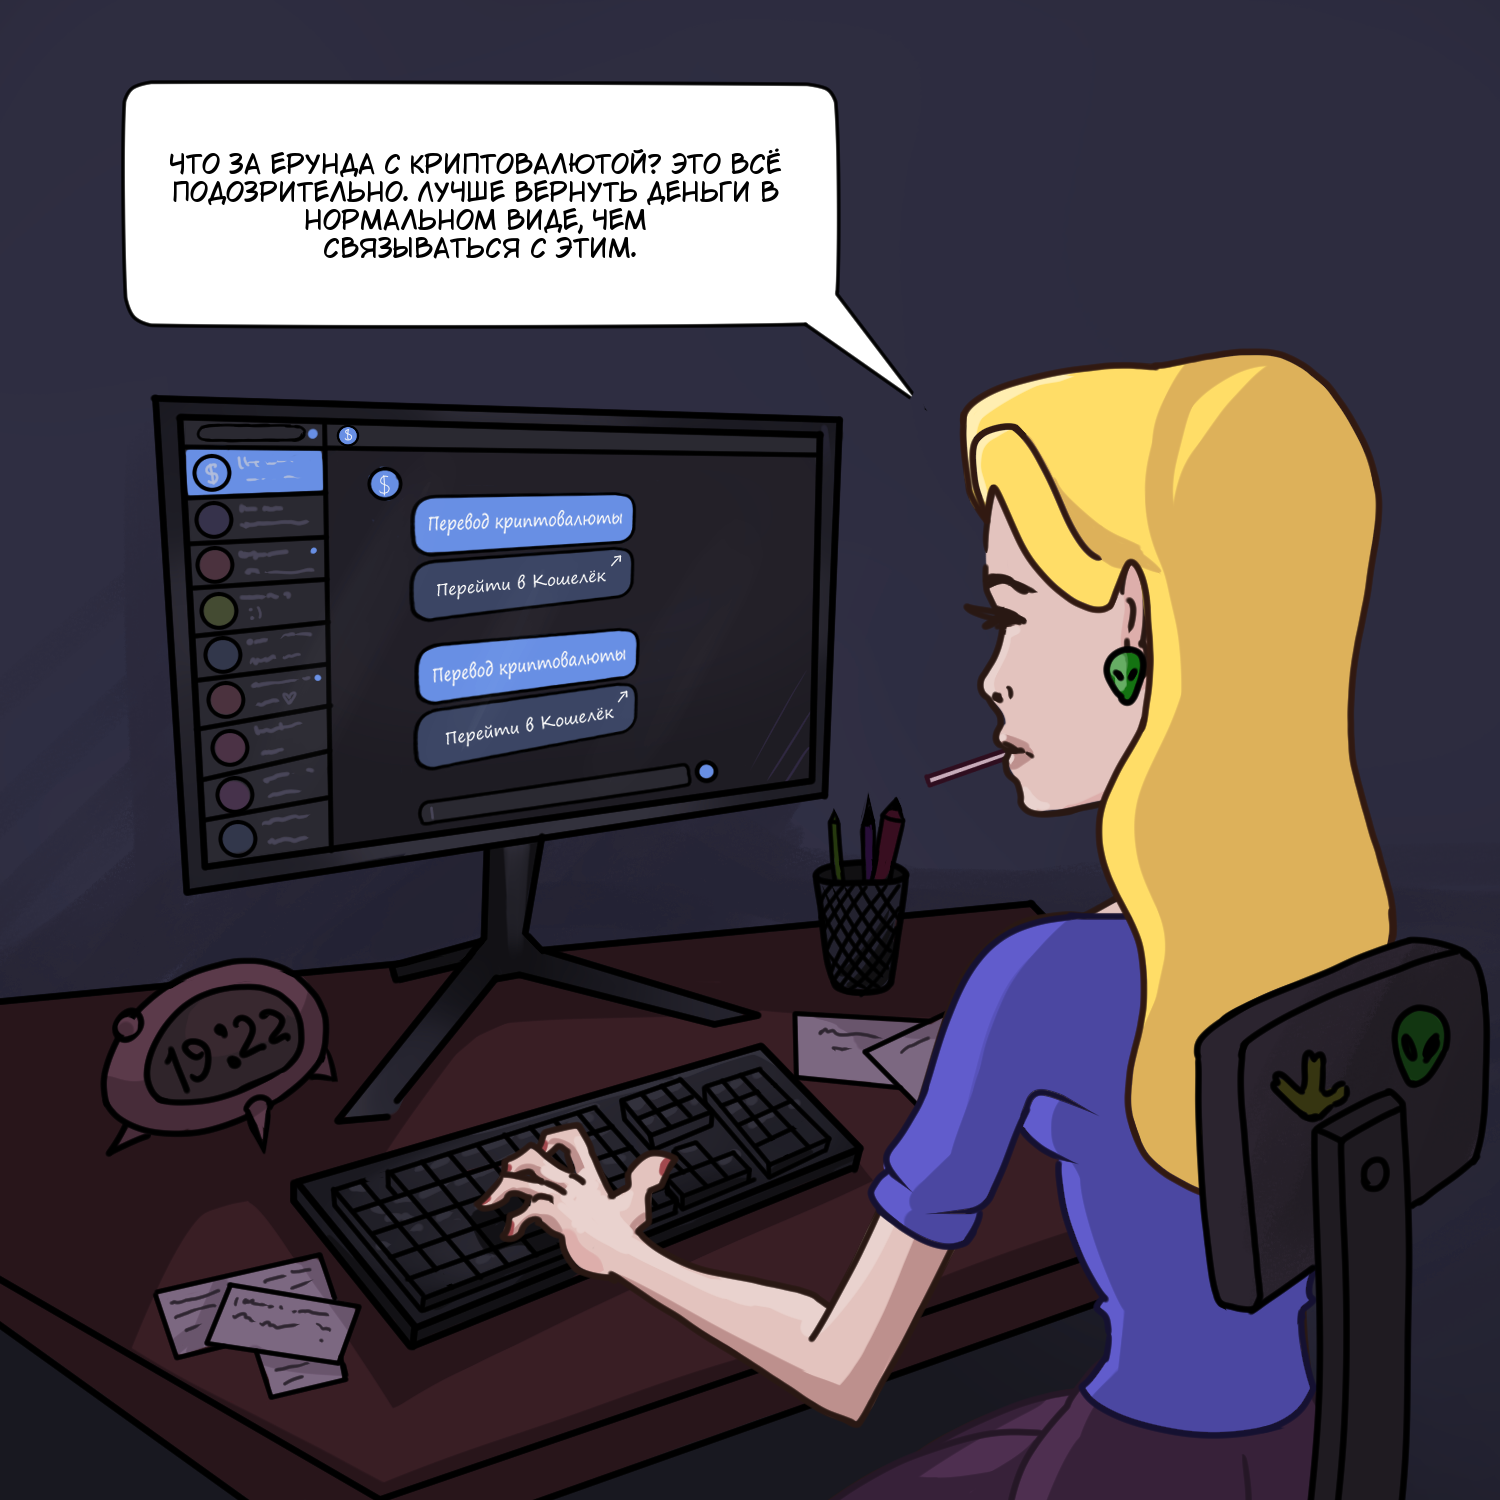 ЧТО ЗА ЕРУНДА С КРИПТОВАЛЮТОЙ? ЭТО ВСЁ
ПОДОЗРИТЕЛЬНО. ЛУЧШЕ ВЕРНУТЬ ДЕНЬГИ В
НОРМАЛЬНОМ ВИДЕ, ЧЕМ
СВЯЗЫВАТЬСЯ С ЭТИМ.
$
$
$
Перевод криптовалюты
Перейти в Кошелёк
:)
Перевод криптовалюты
Перейти в Кошелёк
19:22